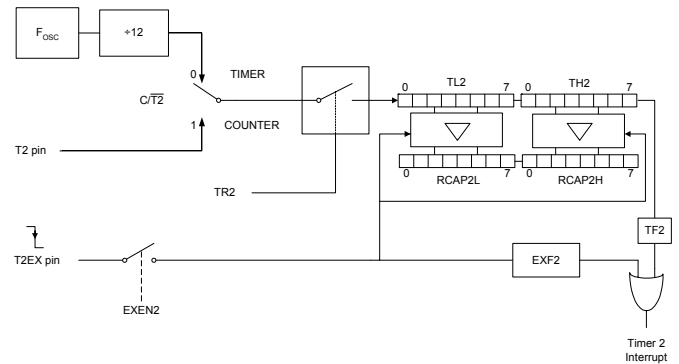 FOSC
÷12
0
TIMER
C/T2
1
COUNTER
T2 pin
TR2
0
TL2
7
0
TH2
7
0
7
0
7
RCAP2L
RCAP2H
TF2
T2EX pin
EXEN2
EXF2
Timer 2
Interrupt